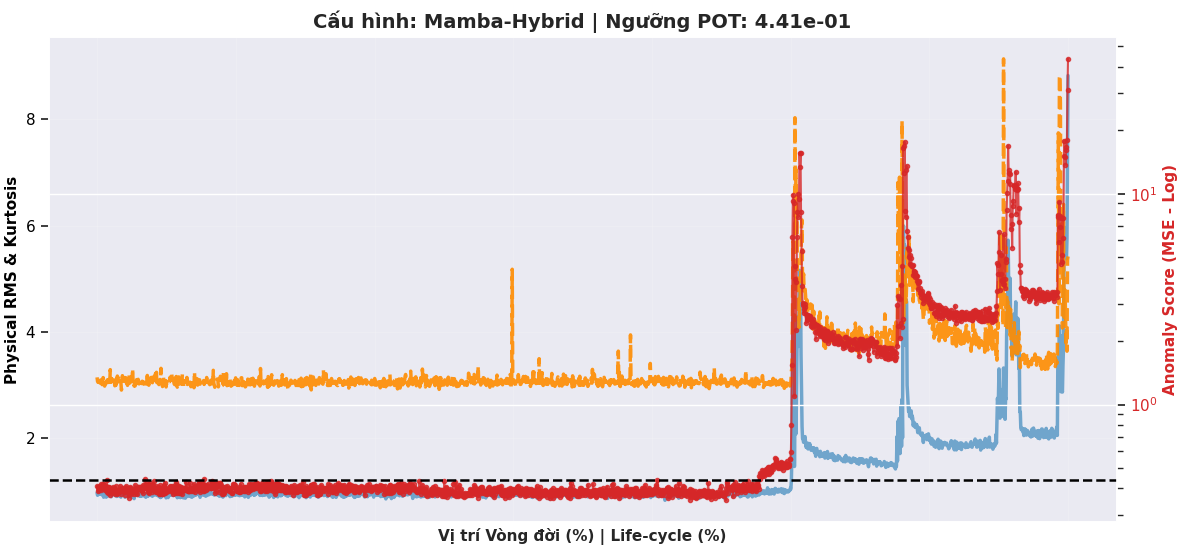 Cấu hình: Mamba-Hybrid | Ngưỡng POT: 4.41e-01
Physical RMS & Kurtosis
8
6
4
2
10¹
10⁰
Anomaly Score (MSE - Log)
Vị trí Vòng đời (%) | Life-cycle (%)